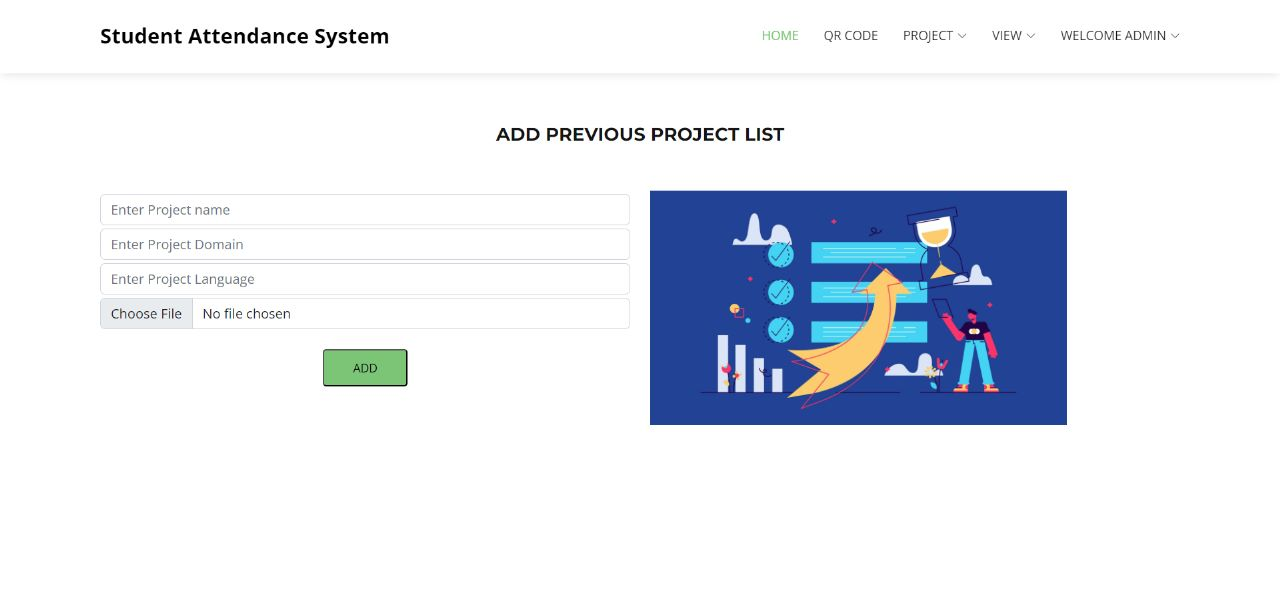 Student Attendance System
HOME QR CODE PROJECT VIEW WELCOME ADMIN
ADD PREVIOUS PROJECT LIST
Enter Project name
Enter Project Domain
Enter Project Language
Choose File No file chosen
ADD